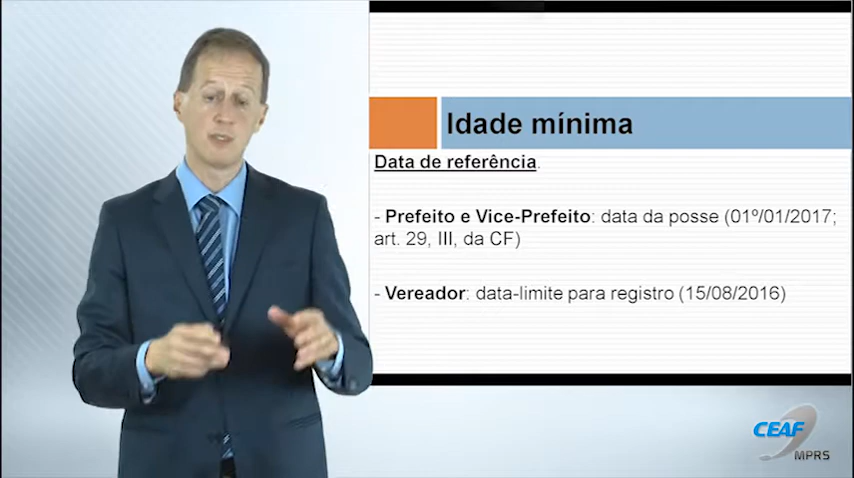 Idade mínima
Data de referência.
- Prefeito e Vice-Prefeito: data da posse (01º/01/2017;
art. 29, III, da CF)
- Vereador: data-limite para registro (15/08/2016)
CEAF
MPRS